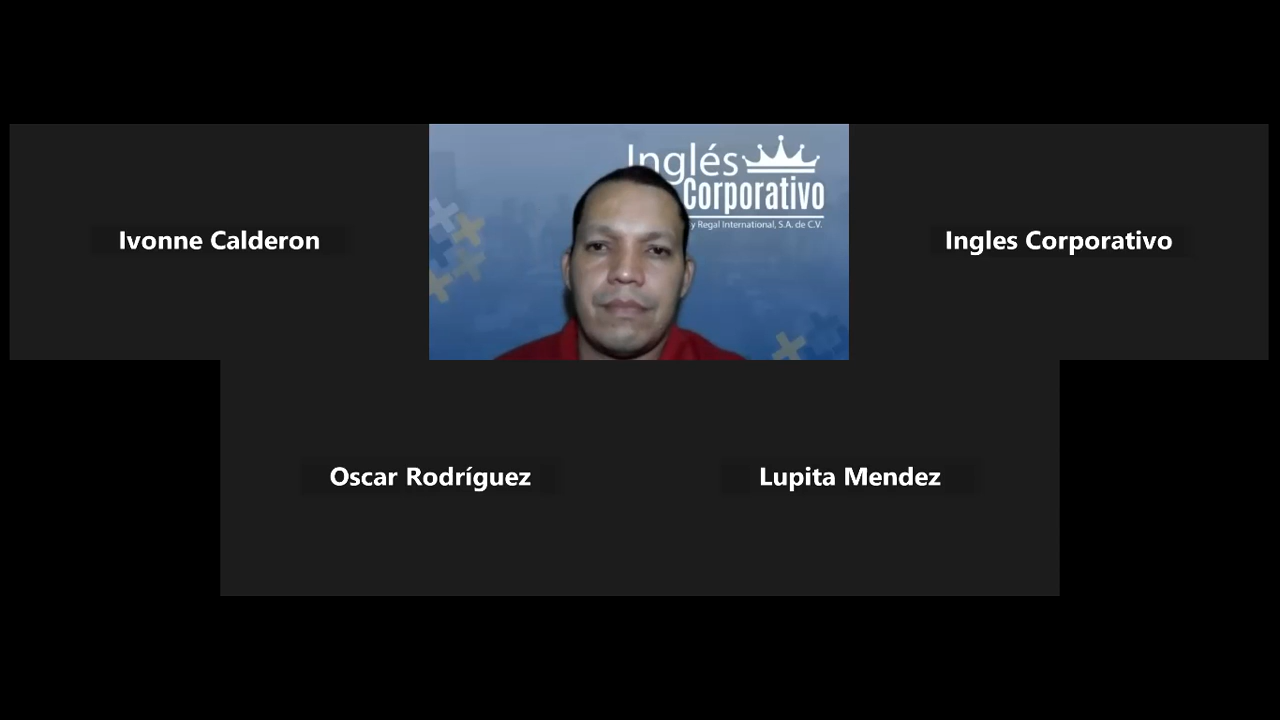 Ivonne Calderon
Inglés
Corporativo
y Regal International, S.A. de C.V.
Ingles Corporativo
Oscar Rodríguez
Lupita Mendez